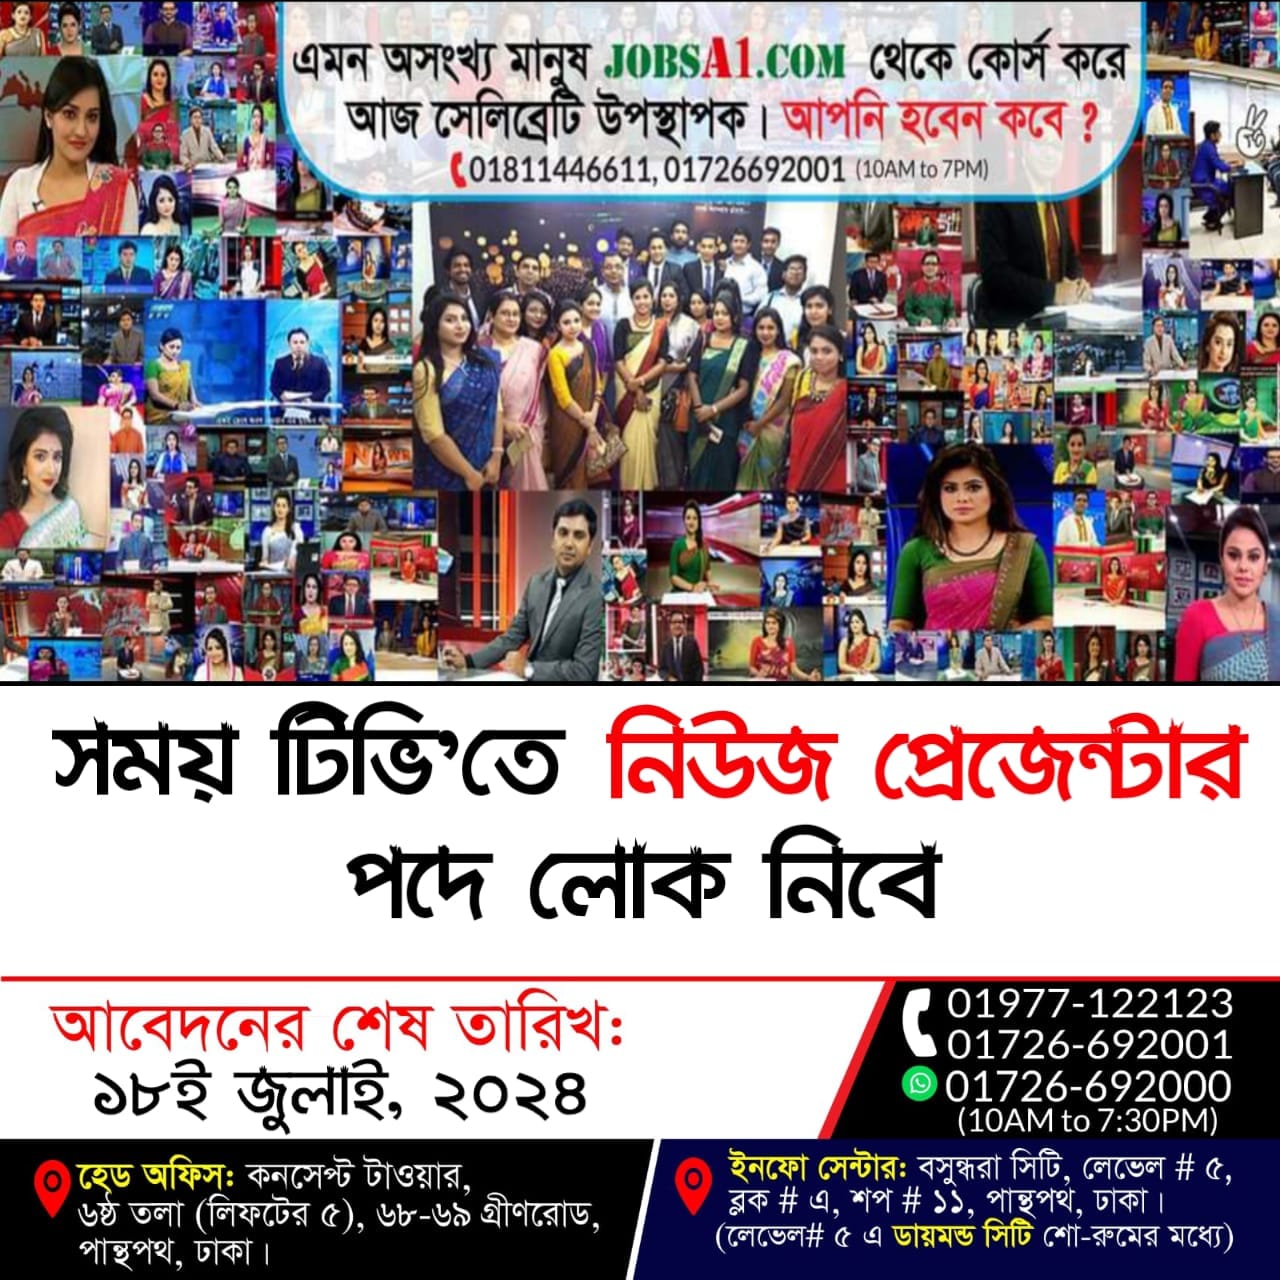 এমন অসংখ্য মানুষ JOBSA1.COM থেকে কোর্স করে
আজ সেলিব্রেটি উপস্থাপক। আপনি হবেন কবে ?
01811446611, 01726692001 (10AM to 7PM)
সময় টিভি’তে নিউজ প্রেজেন্টার
পদে লোক নিবে
আবেদনের শেষ তারিখ:
১৮ই জুলাই, ২০২৪
01977-122123
01726-692001
01726-692000
(10AM to 7:30PM)
হেড অফিস: কনসেপ্ট টাওয়ার,
৬ষ্ঠ তলা (লিফটের ৫), ৬৮-৬৯ গ্রীণরোড,
পান্থপথ, ঢাকা।
ইনফো সেন্টার: বসুন্ধরা সিটি, লেভেল # ৫,
ব্লক # এ, শপ # ১১, পান্থপথ, ঢাকা।
(লেভেল# ৫ এ ডায়মন্ড সিটি শো-রুমের মধ্যে)